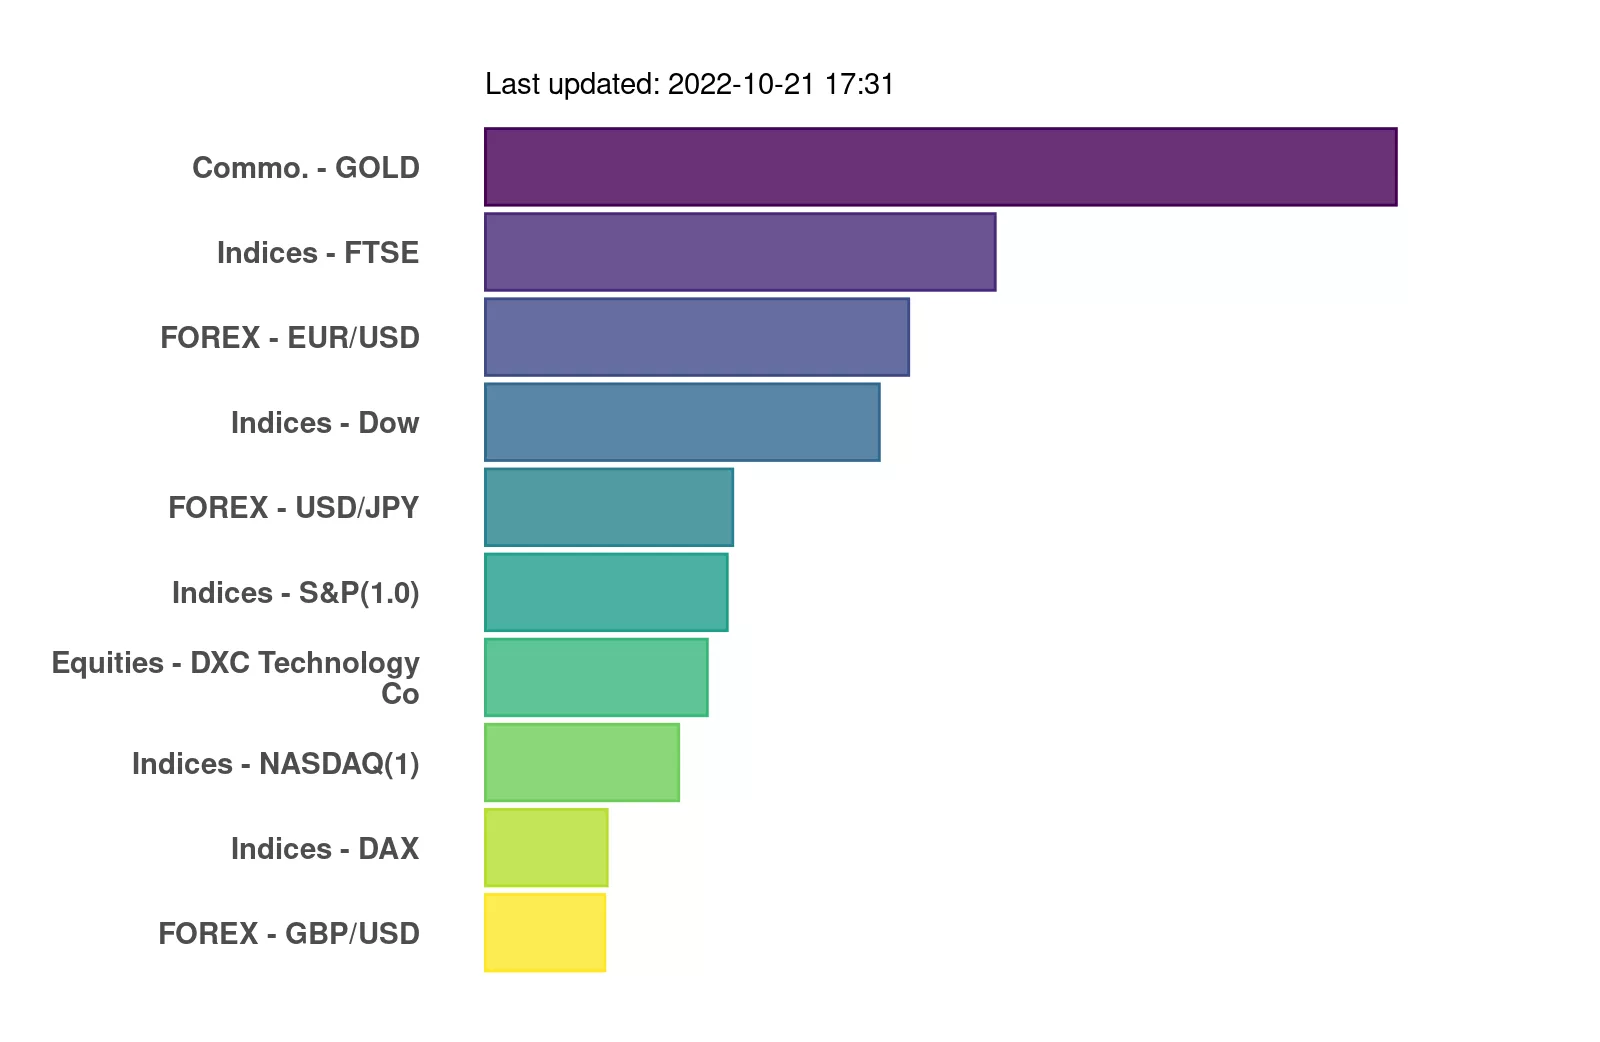 Last updated: 2022-10-21 17:31
Commo. - GOLD
Indices - FTSE
FOREX - EUR/USD
Indices - Dow
FOREX - USD/JPY
Indices - S&P(1.0)
Equities - DXC Technology
Co
Indices - NASDAQ(1)
Indices - DAX
FOREX - GBP/USD